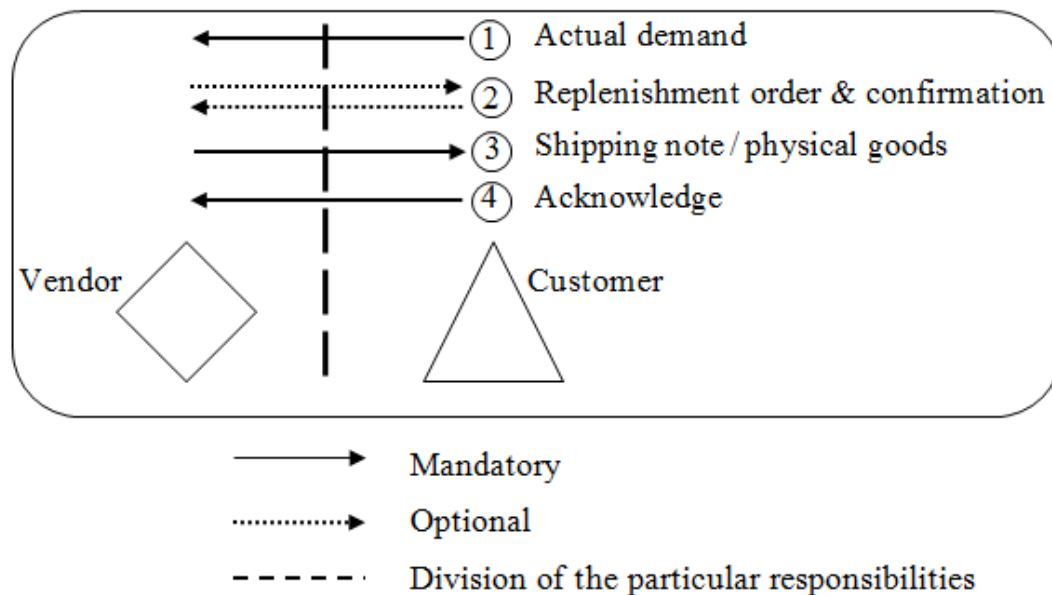 1 Actual demand
2 Replenishment order & confirmation
3 Shipping note / physical goods
4 Acknowledge
Vendor
Customer
Mandatory
Optional
Division of the particular responsibilities